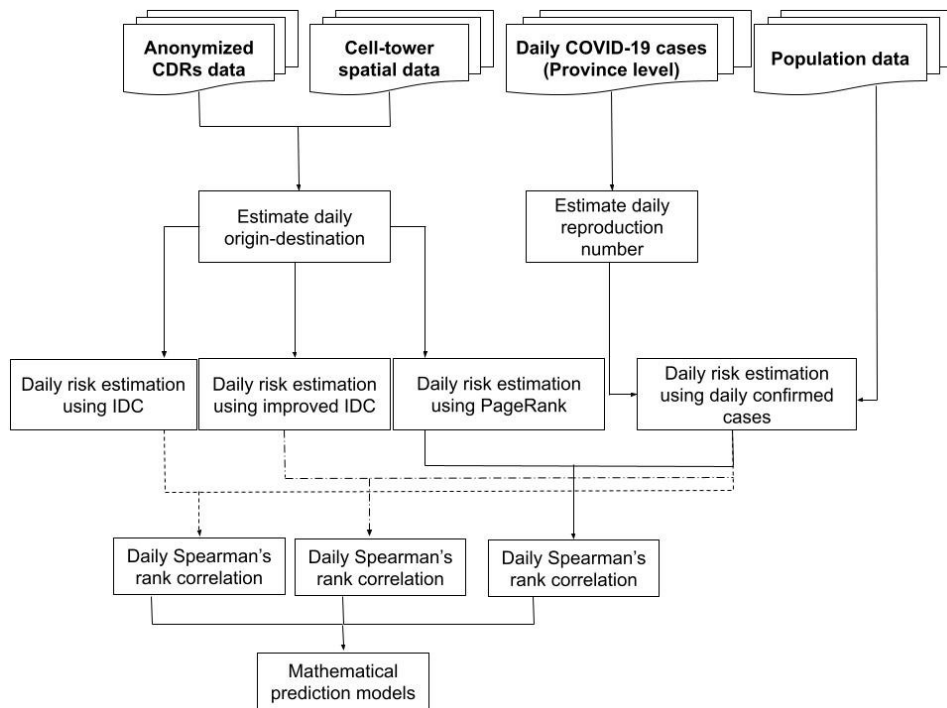 Anonymized
CDRs data
Cell-tower
spatial data
Daily COVID-19 cases
(Province level)
Population data
Estimate daily
origin-destination
Estimate daily
reproduction
number
Daily risk estimation
using IDC
Daily risk estimation
using improved IDC
Daily risk estimation
using PageRank
Daily risk estimation
using daily confirmed
cases
Daily Spearman's
rank correlation
Daily Spearman's
rank correlation
Daily Spearman's
rank correlation
Mathematical
prediction models